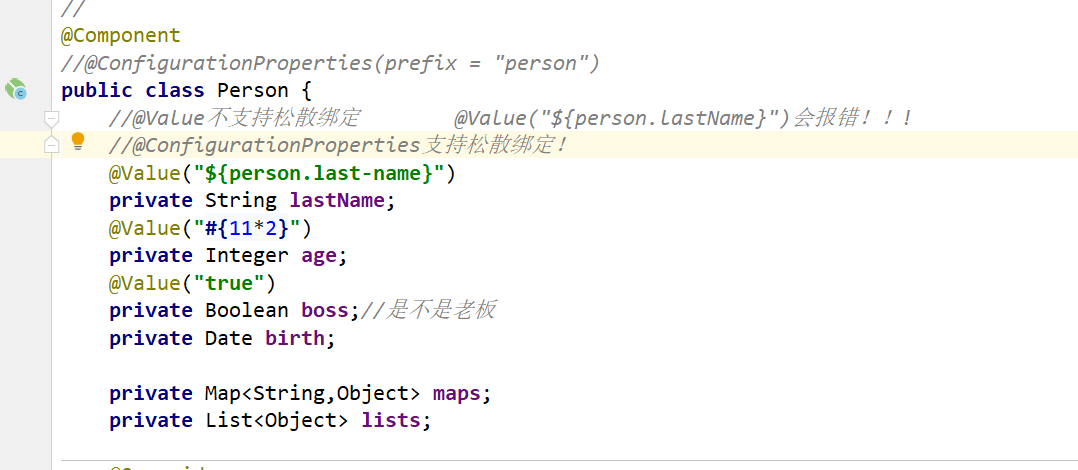 //
@Component
//@ConfigurationProperties(prefix = "person")
public class Person {
//@Value不支持松散绑定 @Value("${person.lastName}")会报错！！！
//@ConfigurationProperties支持松散绑定！
@Value("${person.last-name}")
private String lastName;
@Value("#{11*2}")
private Integer age;
@Value("true")
private Boolean boss;//是不是老板
private Date birth;
private Map<String,Object> maps;
private List<Object> lists;